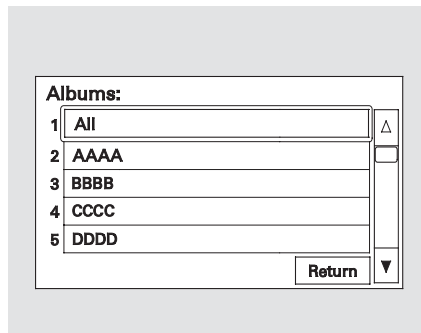 Albums:
1 All
2 AAAA
3 BBBB
4 CCCC
5 DDDD
Return